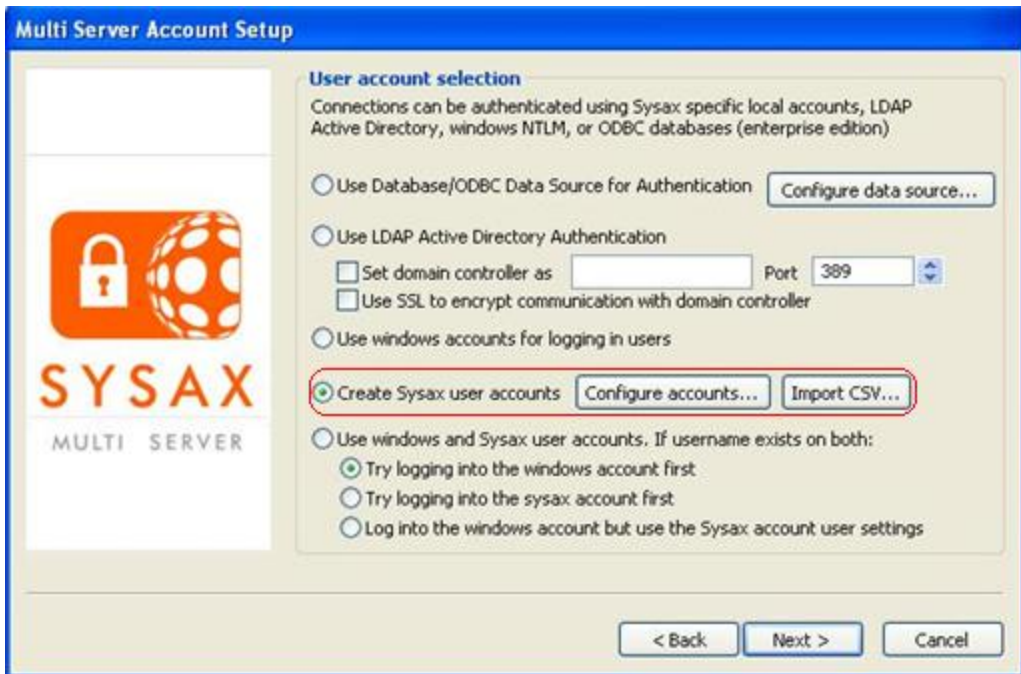 Multi Server Account Setup
User account selection
Connections can be authenticated using Sysax specific local accounts, LDAP
Active Directory, windows NTLM, or ODBC databases (enterprise edition)
Use Database/ODBC Data Source for Authentication Configure data source...
Use LDAP Active Directory Authentication
Set domain controller as Port 389
Use SSL to encrypt communication with domain controller
Use windows accounts for logging in users
Create Sysax user accounts Configure accounts... Import CSV...
Use windows and Sysax user accounts. If username exists on both:
Try logging into the windows account first
Try logging into the sysax account first
Log into the windows account but use the Sysax account user settings
SYSAX
MULTI SERVER
< Back Next > Cancel